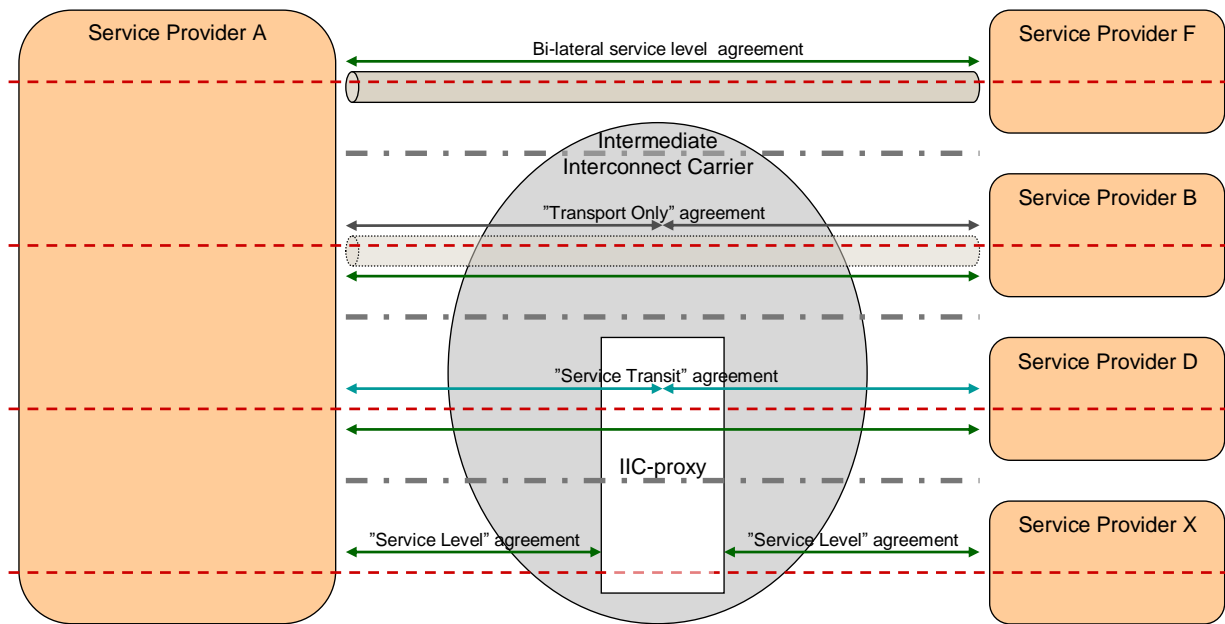 Service Provider A
Bi-lateral service level  agreement
Service Provider F
Intermediate
Interconnect Carrier
”Transport Only” agreement
Service Provider B
”Service Transit” agreement
Service Provider D
IIC-proxy
”Service Level” agreement
”Service Level” agreement
Service Provider X